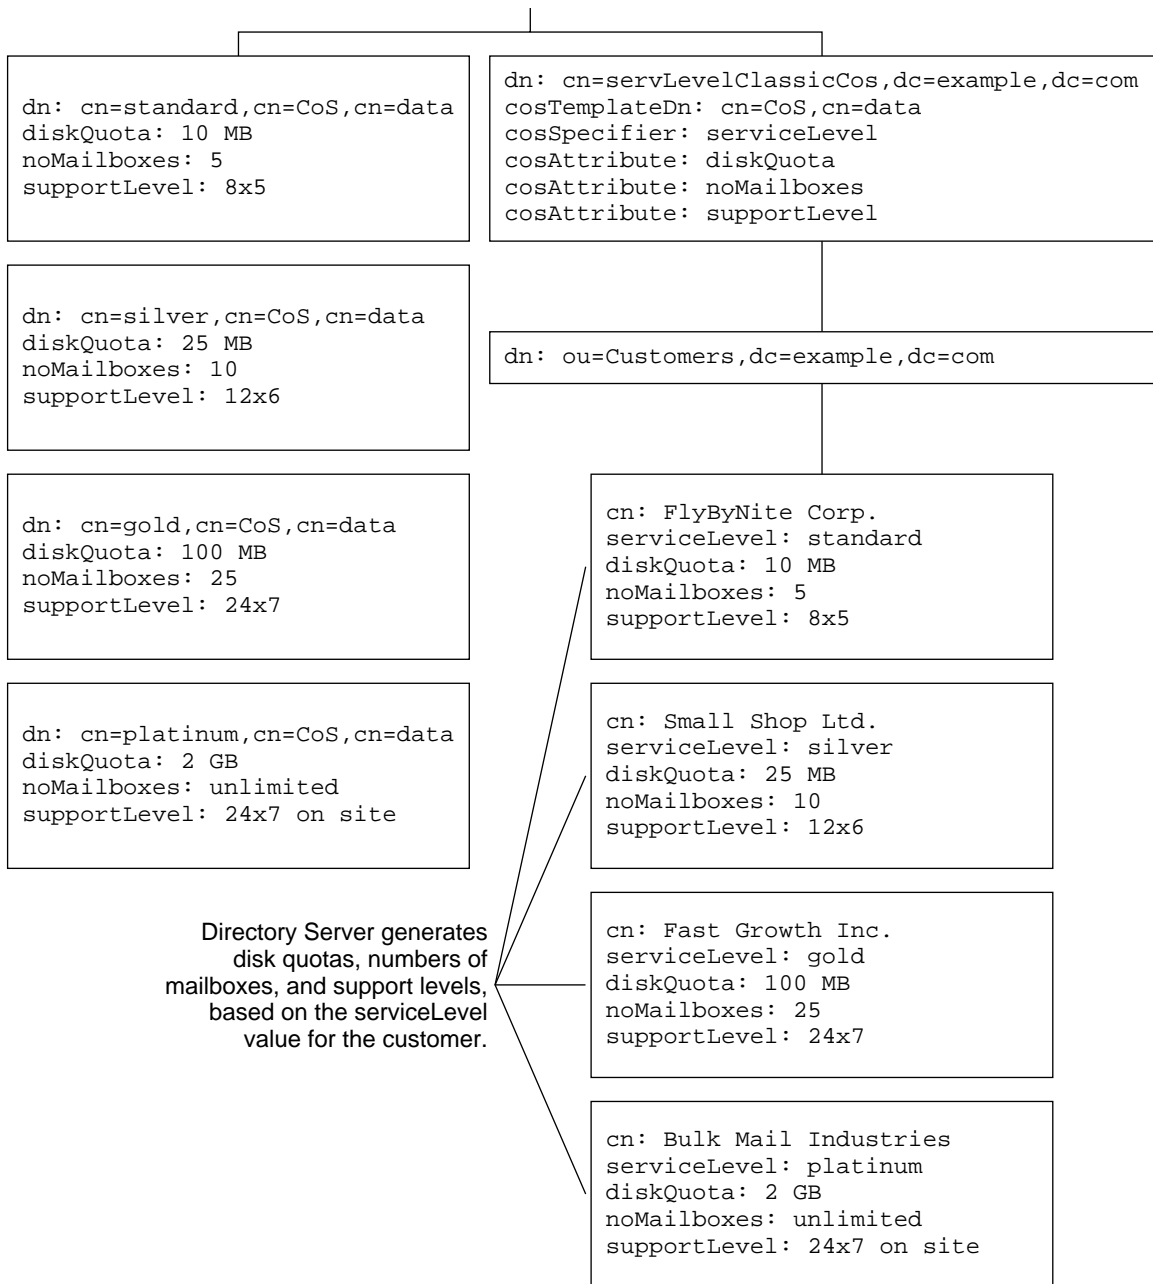 dn: cn=standard,cn=CoS,cn=data
diskQuota: 10 MB
noMailboxes: 5
supportLevel: 8x5
dn: cn=servLevelClassicCos,dc=example,dc=com
cosTemplateDn: cn=CoS,cn=data
cosSpecifier: serviceLevel
cosAttribute: diskQuota
cosAttribute: noMailboxes
cosAttribute: supportLevel
dn: cn=silver,cn=CoS,cn=data
diskQuota: 25 MB
noMailboxes: 10
supportLevel: 12x6
dn: ou=Customers,dc=example,dc=com
dn: cn=gold,cn=CoS,cn=data
diskQuota: 100 MB
noMailboxes: 25
supportLevel: 24x7
cn: FlyByNite Corp.
serviceLevel: standard
diskQuota: 10 MB
noMailboxes: 5
supportLevel: 8x5
dn: cn=platinum,cn=CoS,cn=data
diskQuota: 2 GB
noMailboxes: unlimited
supportLevel: 24x7 on site
cn: Small Shop Ltd.
serviceLevel: silver
diskQuota: 25 MB
noMailboxes: 10
supportLevel: 12x6
Directory Server generates
disk quotas, numbers of
mailboxes, and support levels,
based on the serviceLevel
value for the customer.
cn: Fast Growth Inc.
serviceLevel: gold
diskQuota: 100 MB
noMailboxes: 25
supportLevel: 24x7
cn: Bulk Mail Industries
serviceLevel: platinum
diskQuota: 2 GB
noMailboxes: unlimited
supportLevel: 24x7 on site